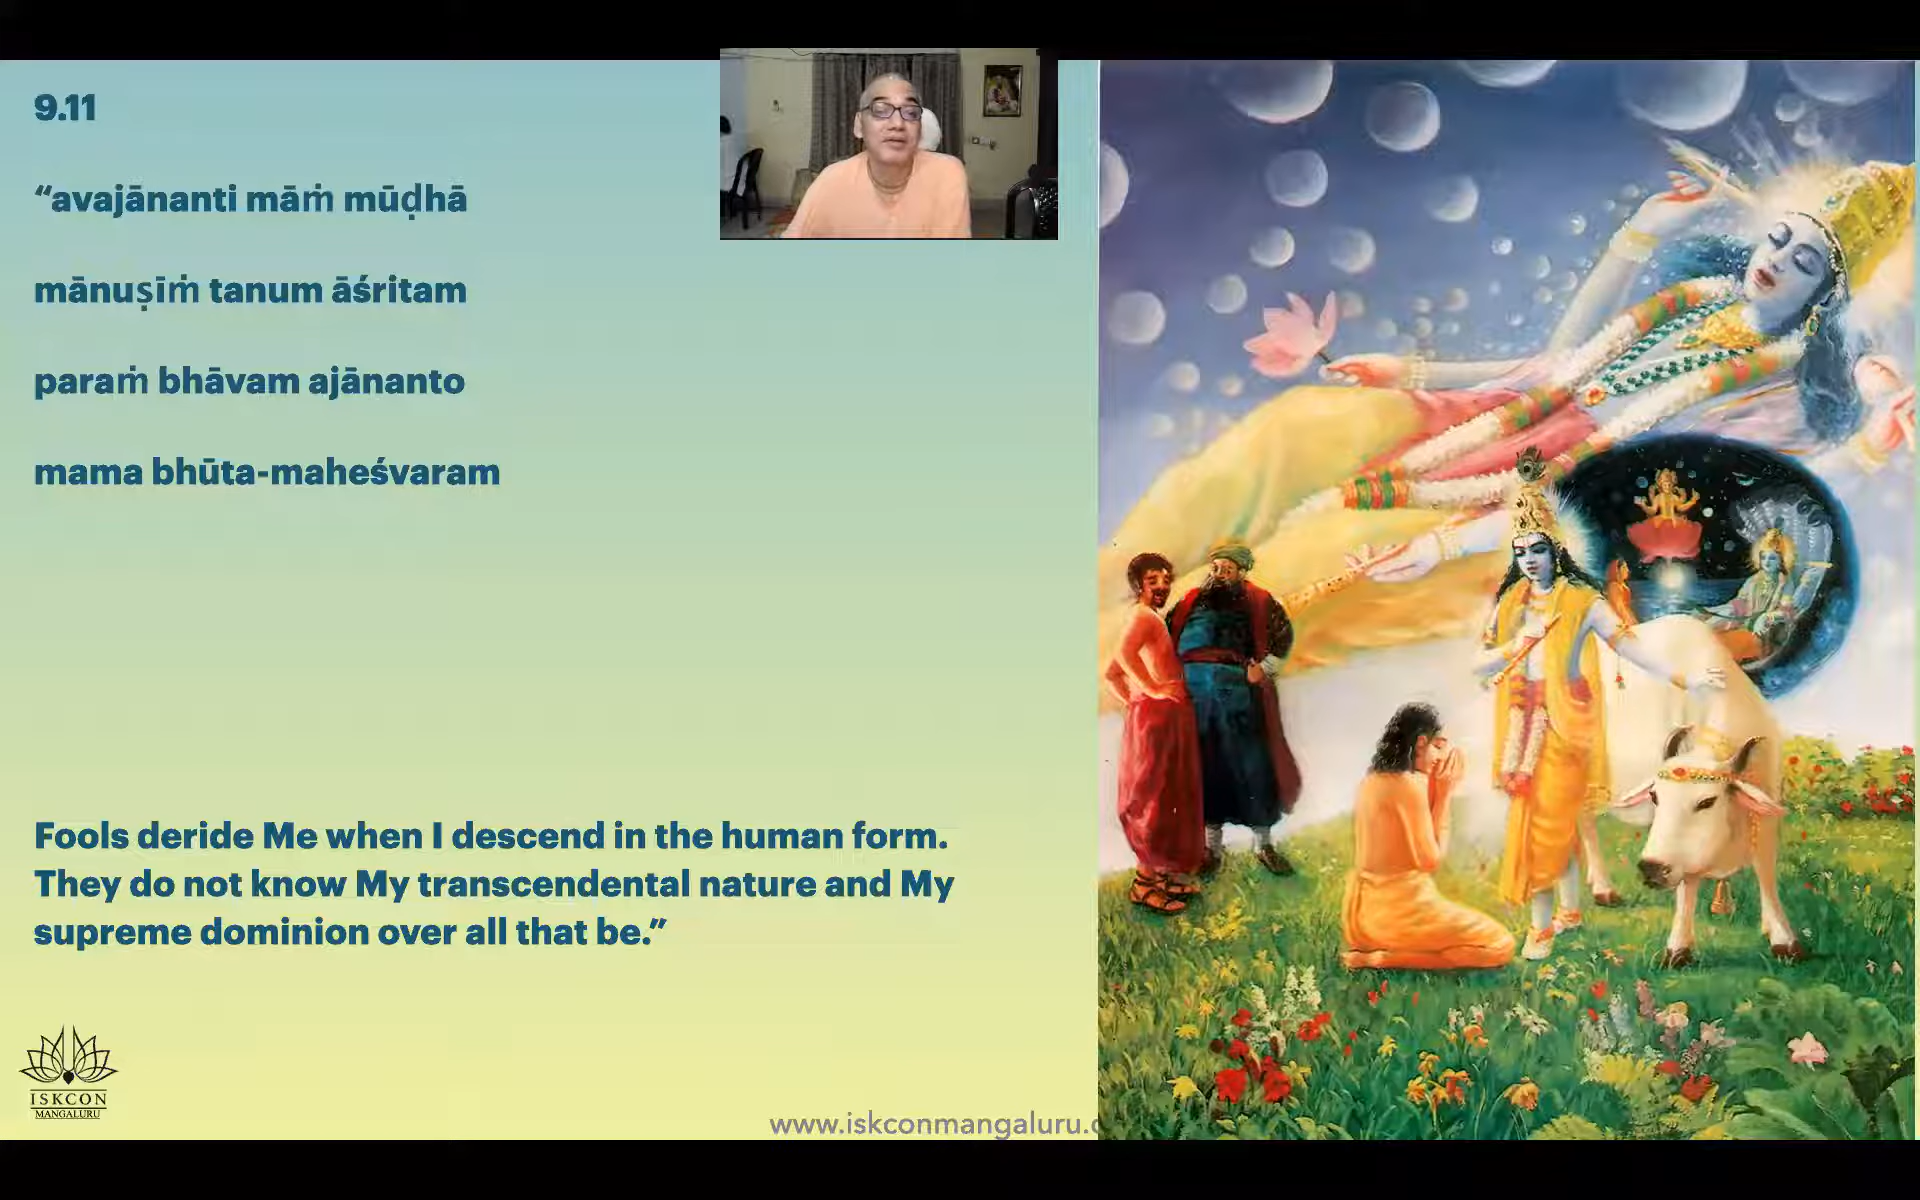 9.11
“avajānanti māṁ mūḍhā
mānuṣīṁ tanum āśritam
paraṁ bhāvam ajānanto
mama bhūta-maheśvaram
Fools deride Me when I descend in the human form.
They do not know My transcendental nature and My
supreme dominion over all that be.”
ISKCON
MANGALURU
www.iskconmangaluru.c